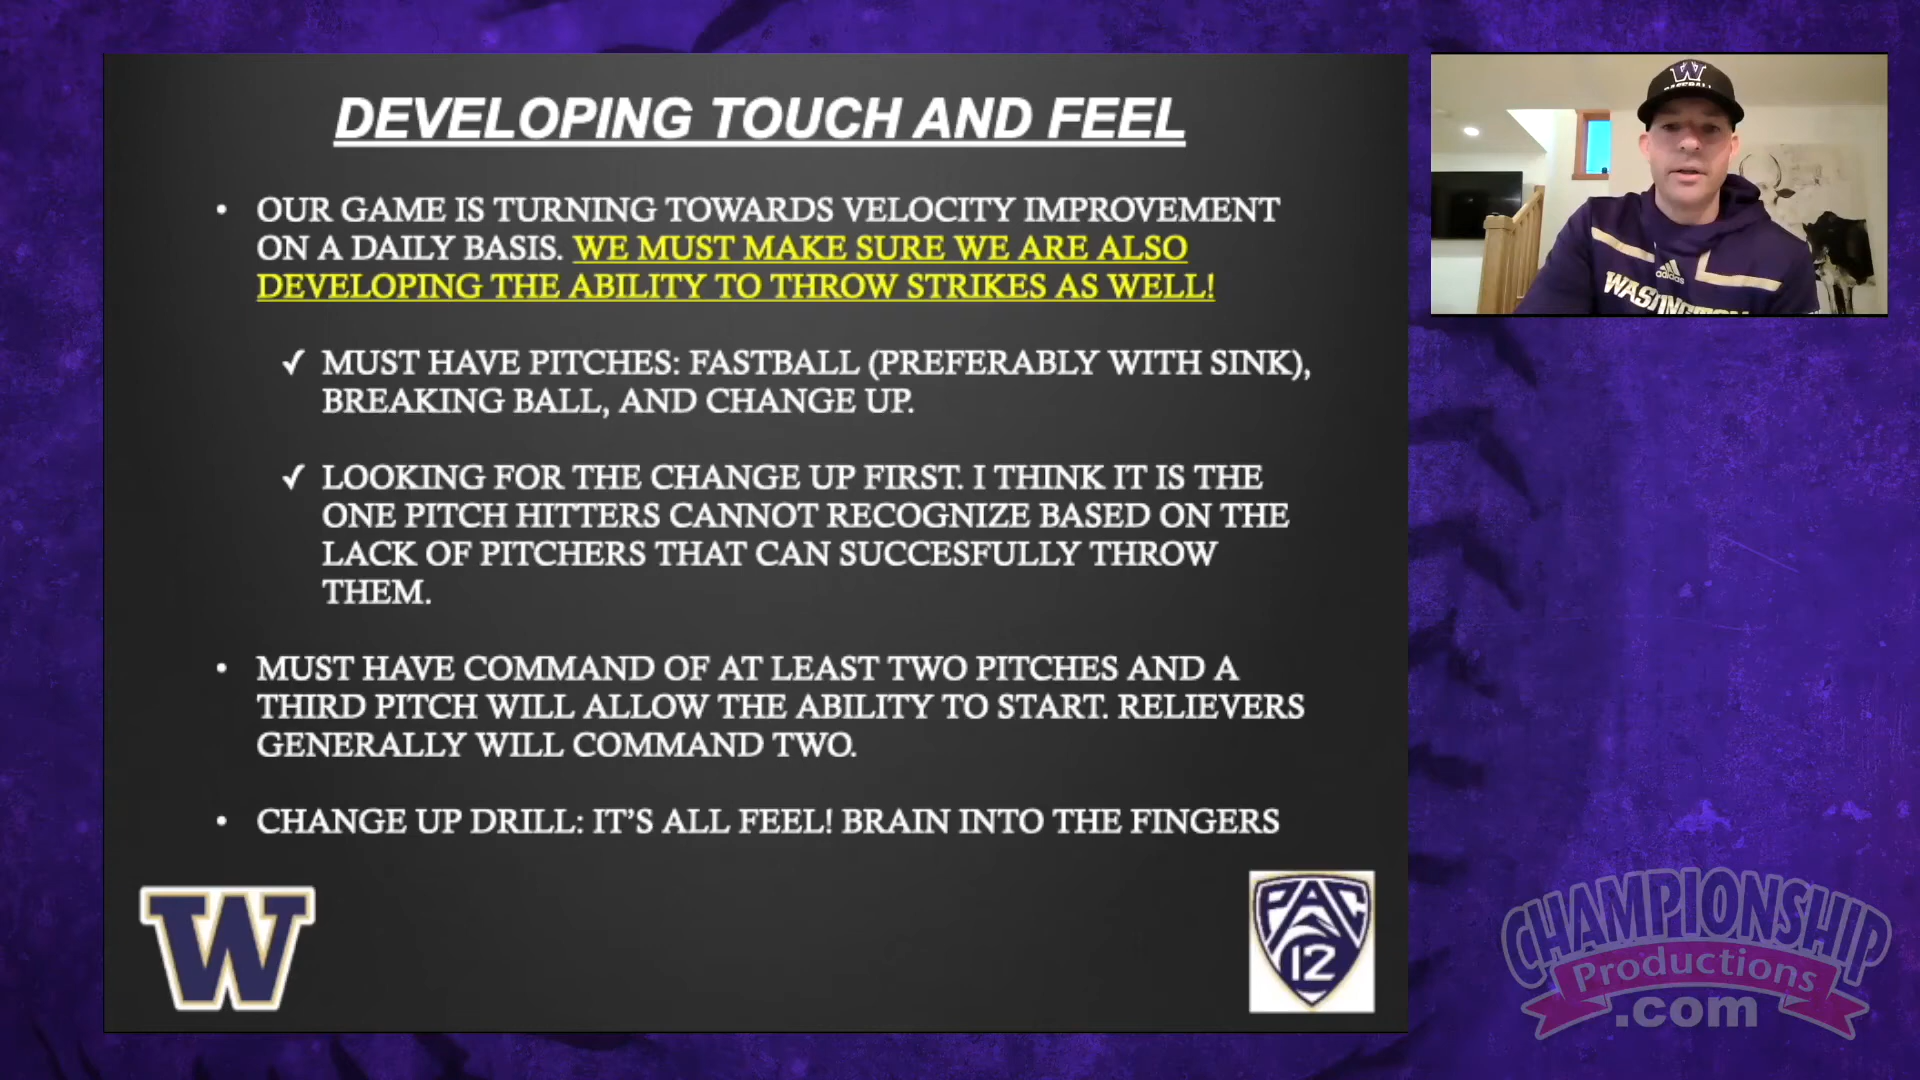 DEVELOPING TOUCH AND FEEL
• OUR GAME IS TURNING TOWARDS VELOCITY IMPROVEMENT
ON A DAILY BASIS. WE MUST MAKE SURE WE ARE ALSO
DEVELOPING THE ABILITY TO THROW STRIKES AS WELL!
✓ MUST HAVE PITCHES: FASTBALL (PREFERABLY WITH SINK),
BREAKING BALL, AND CHANGE UP.
✓ LOOKING FOR THE CHANGE UP FIRST. I THINK IT IS THE
ONE PITCH HITTERS CANNOT RECOGNIZE BASED ON THE
LACK OF PITCHERS THAT CAN SUCCESFULLY THROW
THEM.
• MUST HAVE COMMAND OF AT LEAST TWO PITCHES AND A
THIRD PITCH WILL ALLOW THE ABILITY TO START. RELIEVERS
GENERALLY WILL COMMAND TWO.
• CHANGE UP DRILL: IT'S ALL FEEL! BRAIN INTO THE FINGERS
W
PAC
12
W
BASEBALL
adidas
WASHINGTON
CHAMPIONSHIP
Productions
.com